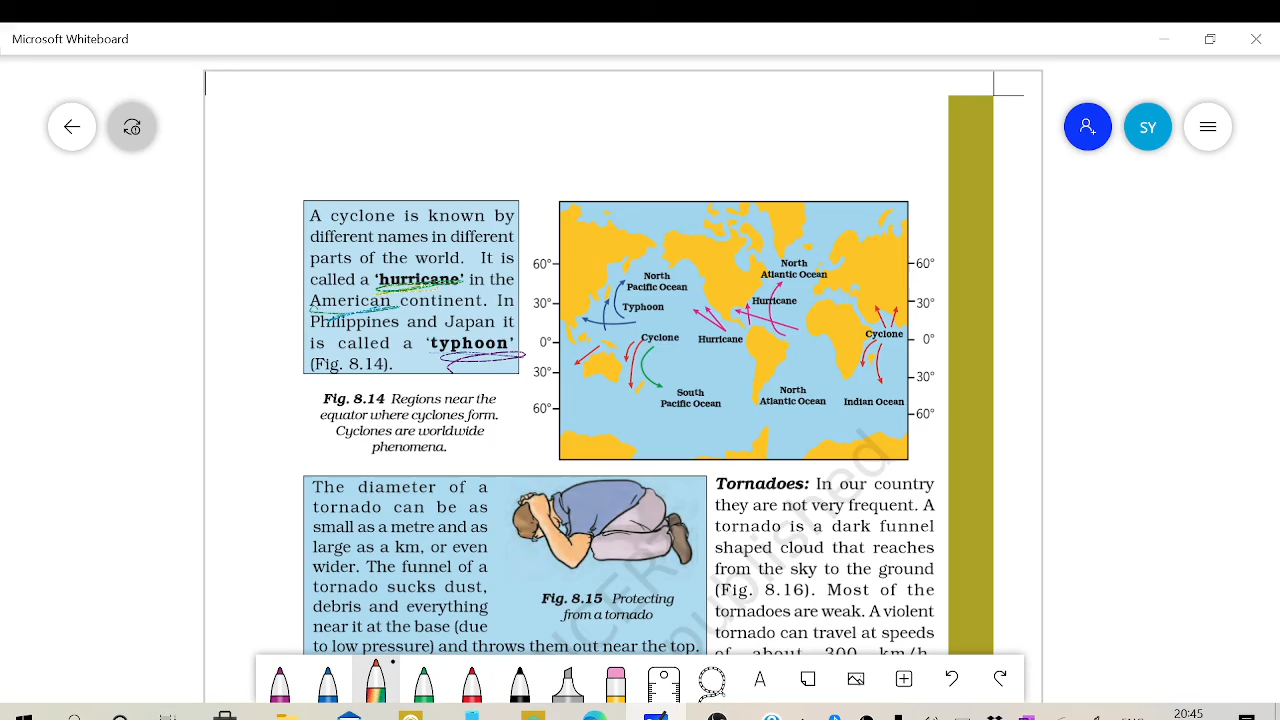 Microsoft Whiteboard
SY
A cyclone is known by
different names in different
parts of the world. It is
called a ‘hurricane’ in the
American continent. In
Philippines and Japan it
is called a ‘typhoon’
(Fig. 8.14).
Fig. 8.14 Regions near the
equator where cyclones form.
Cyclones are worldwide
phenomena.
60°
30°
0°
30°
60°
North
Pacific Ocean
Typhoon
Cyclone
Hurricane
South
Pacific Ocean
North
Atlantic Ocean
Hurricane
North
Atlantic Ocean
Cyclone
Indian Ocean
60°
30°
0°
30°
60°
The diameter of a
tornado can be as
small as a metre and as
large as a km, or even
wider. The funnel of a
tornado sucks dust,
debris and everything
near it at the base (due
to low pressure) and throws them out near the top.
Fig. 8.15 Protecting
from a tornado
Tornadoes: In our country
they are not very frequent. A
tornado is a dark funnel
shaped cloud that reaches
from the sky to the ground
(Fig. 8.16). Most of the
tornadoes are weak. A violent
tornado can travel at speeds
of about 300 km/h.
NCERT
published
A
20:45